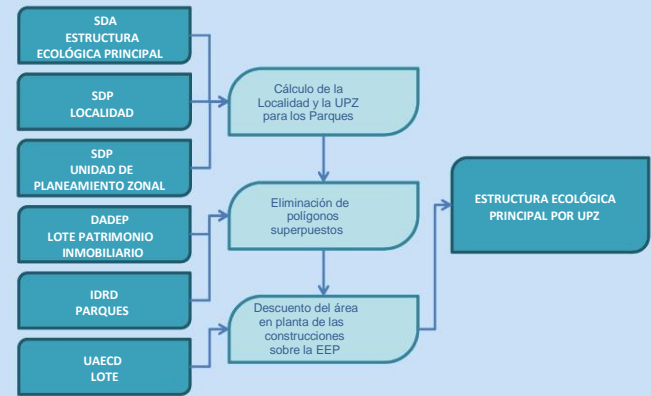 SDA
ESTRUCTURA
ECOLÓGICA PRINCIPAL
SDP
LOCALIDAD
SDP
UNIDAD DE
PLANEAMIENTO ZONAL
DADEP
LOTE PATRIMONIO
INMOBILIARIO
IDRD
PARQUES
UAECD
LOTE
Cálculo de la
Localidad y la UPZ
para los Parques
Eliminación de
polígonos
superpuestos
Descuento del área
en planta de las
construcciones
sobre la EEP
ESTRUCTURA ECOLÓGICA
PRINCIPAL POR UPZ